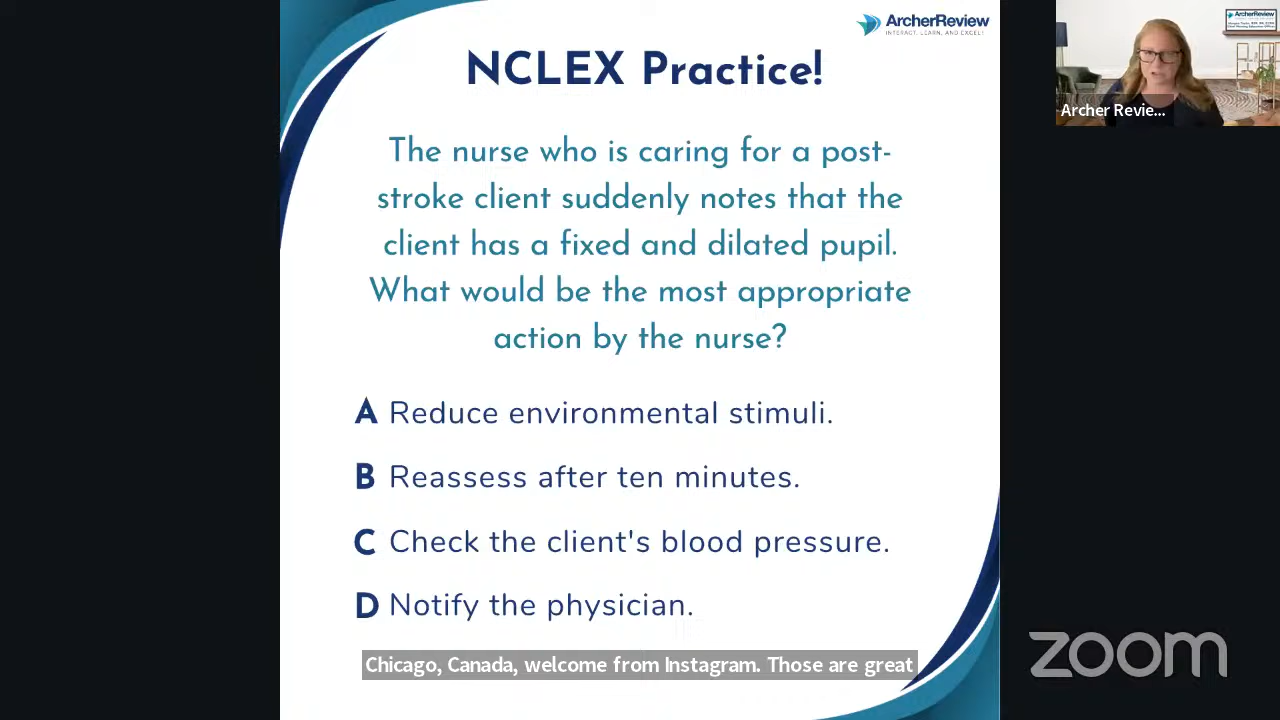 ArcherReview
INTERACT, LEARN, AND EXCEL!
ArcherReview
Archer Revie...
NCLEX Practice!
The nurse who is caring for a post-
stroke client suddenly notes that the
client has a fixed and dilated pupil.
What would be the most appropriate
action by the nurse?
A Reduce environmental stimuli.
B Reassess after ten minutes.
C Check the client's blood pressure.
D Notify the physician.
Chicago, Canada, welcome from Instagram. Those are great
zoom